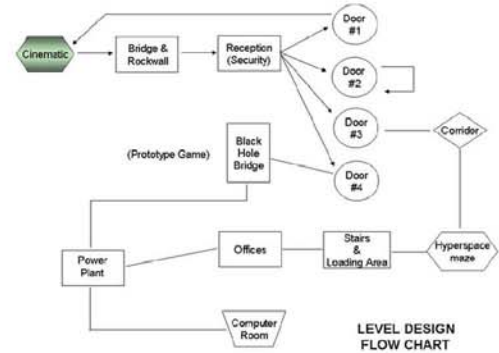 Door
#1
Cinematic
Bridge &
Rockwall
Reception
(Security)
Door
#2
Door
#3
Corridor
(Prototype Game)
Black
Hole
Bridge
Door
#4
Power
Plant
Offices
Stairs
&
Loading Area
Hyperspace
maze
Computer
Room
LEVEL DESIGN
FLOW CHART